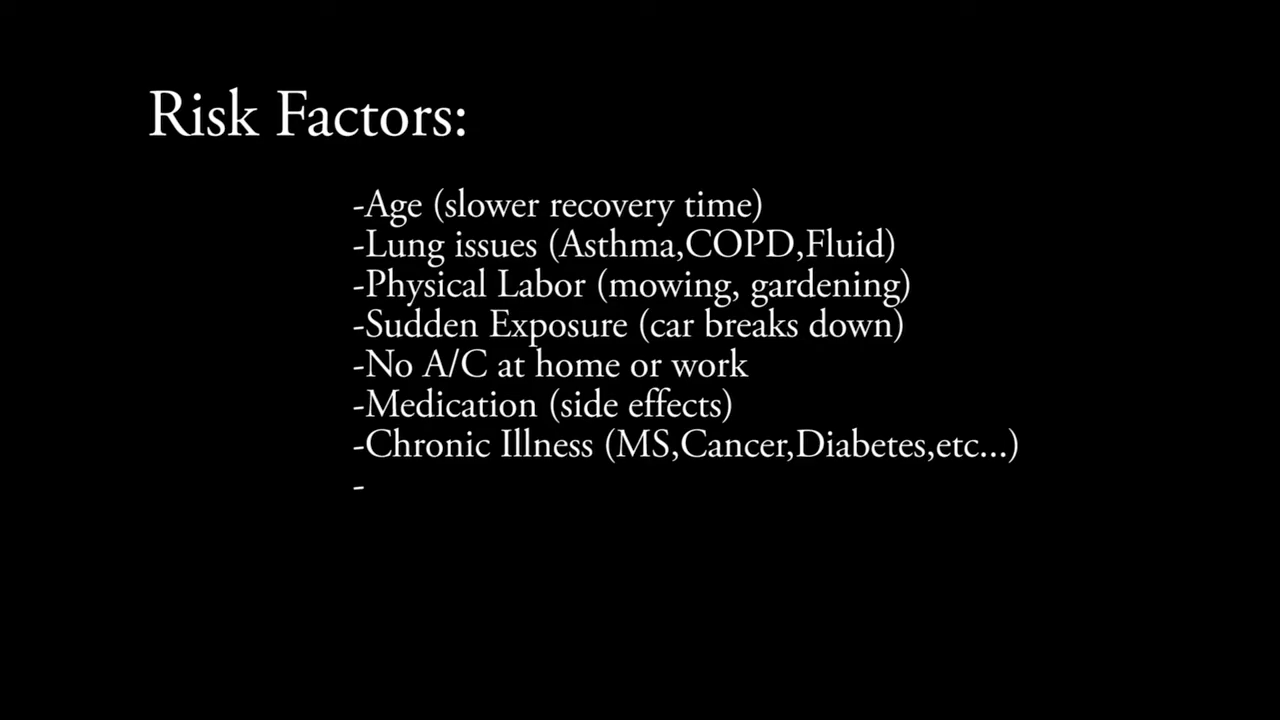 Risk Factors:
-Age (slower recovery time)
-Lung issues (Asthma,COPD,Fluid)
-Physical Labor (mowing, gardening)
-Sudden Exposure (car breaks down)
-No A/C at home or work
-Medication (side effects)
-Chronic Illness (MS,Cancer,Diabetes,etc...)
-